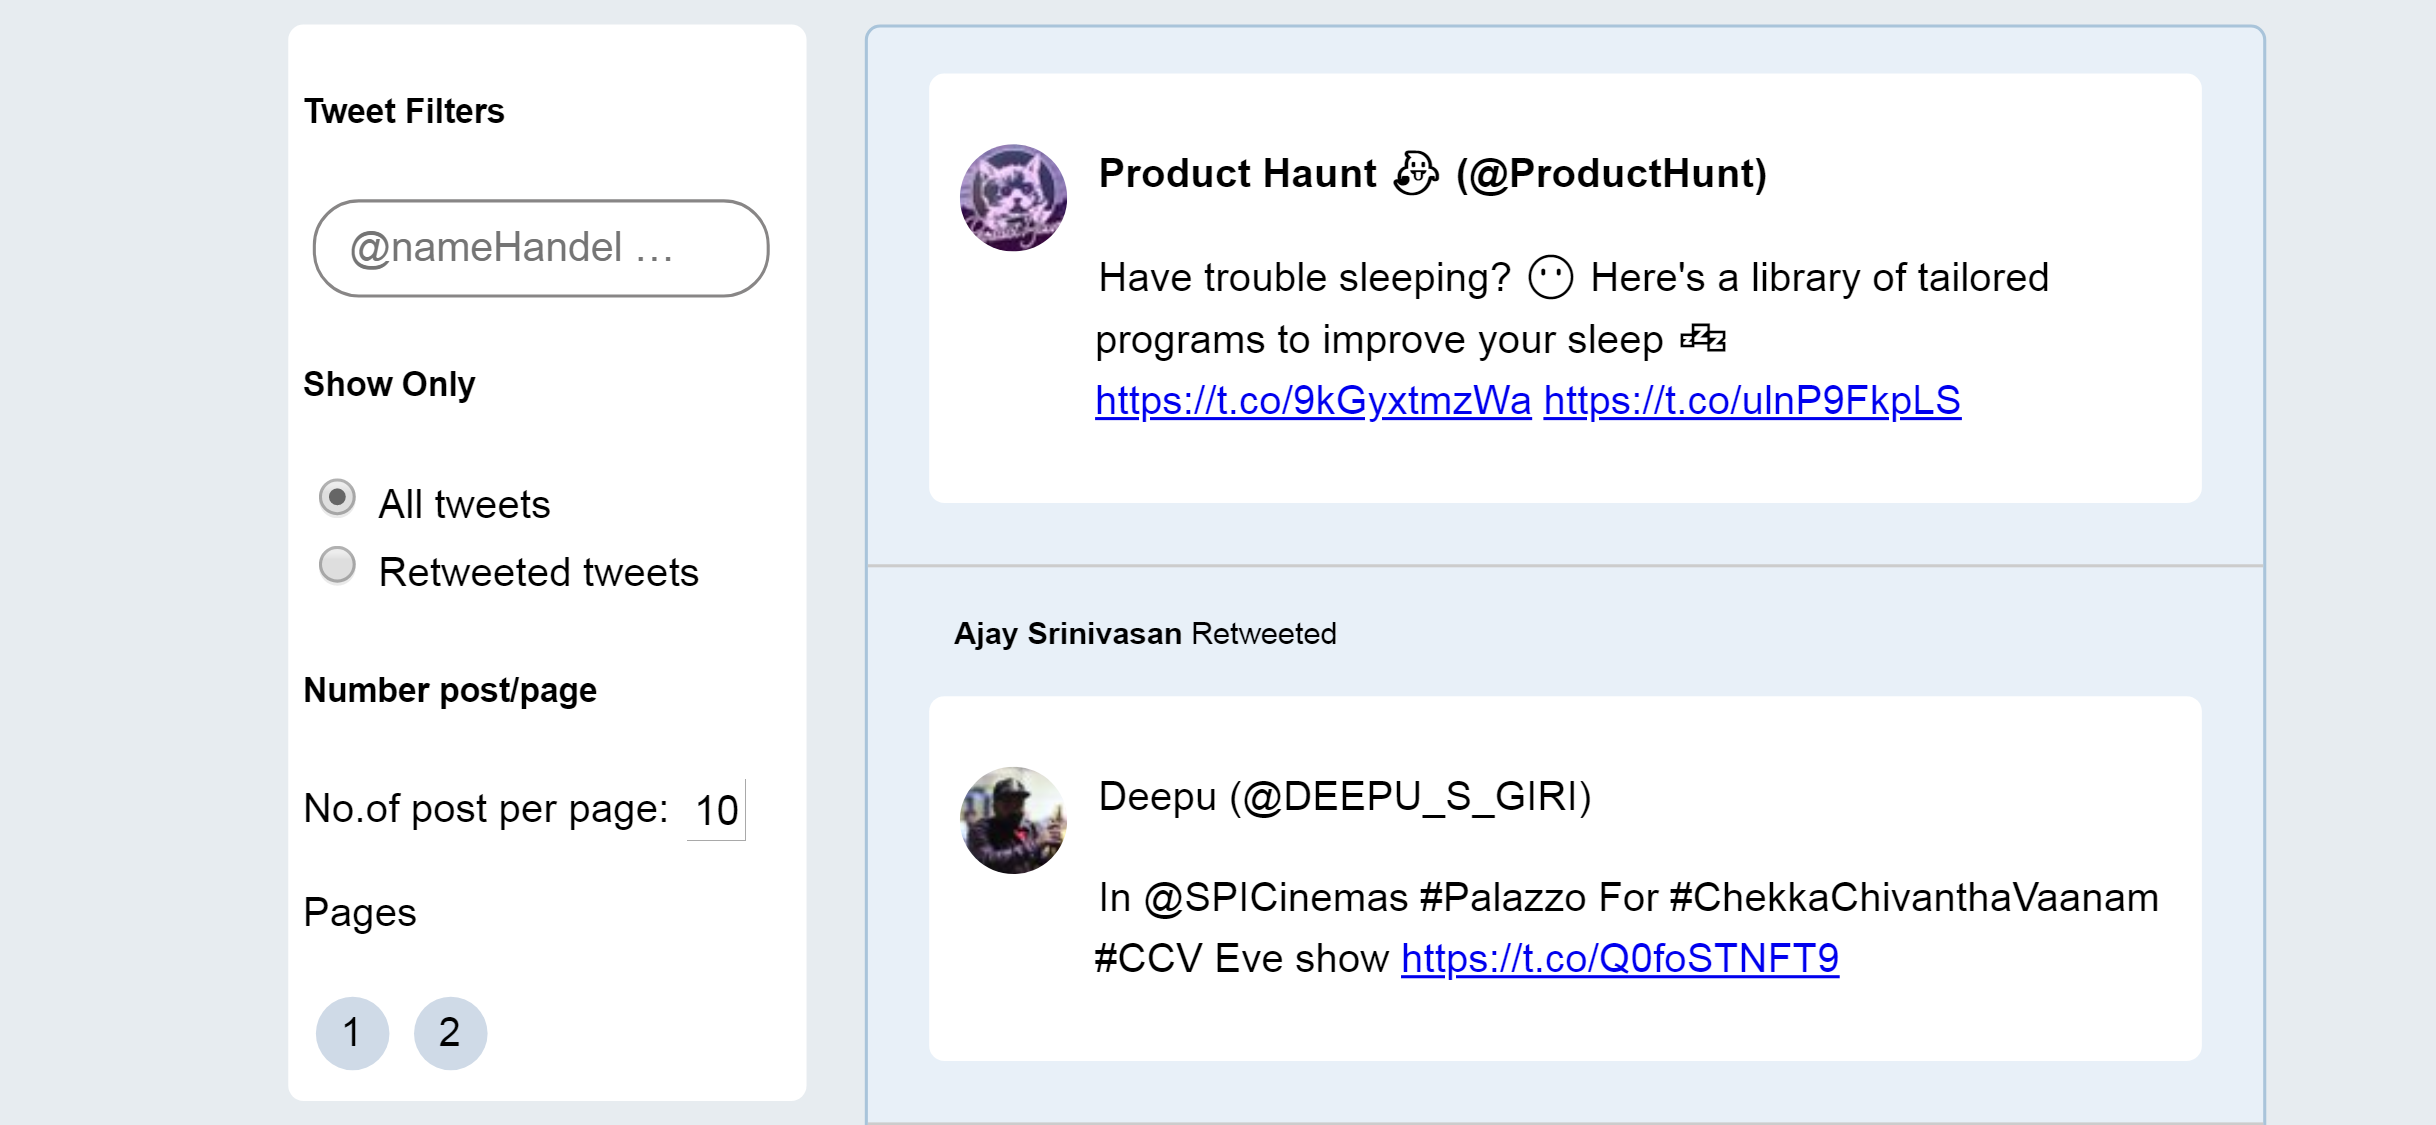 Tweet Filters
@nameHandel ...
Show Only
All tweets
Retweeted tweets
Number post/page
No.of post per page: 10
Pages
1 2
Product Haunt 👻 (@ProductHunt)
Have trouble sleeping? 😶 Here's a library of tailored
programs to improve your sleep 💤
https://t.co/9kGyxtmzWa https://t.co/ulnP9FkpLS
Ajay Srinivasan Retweeted
Deepu (@DEEPU_S_GIRI)
In @SPICinemas #Palazzo For #ChekkaChivanthaVaanam
#CCV Eve show https://t.co/Q0foSTNFT9